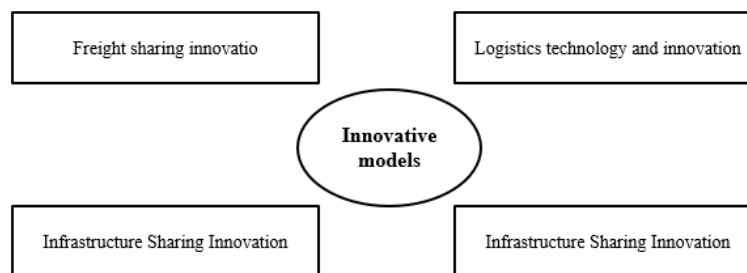 Freight sharing innovatio
Logistics technology and innovation
Innovative
models
Infrastructure Sharing Innovation
Infrastructure Sharing Innovation